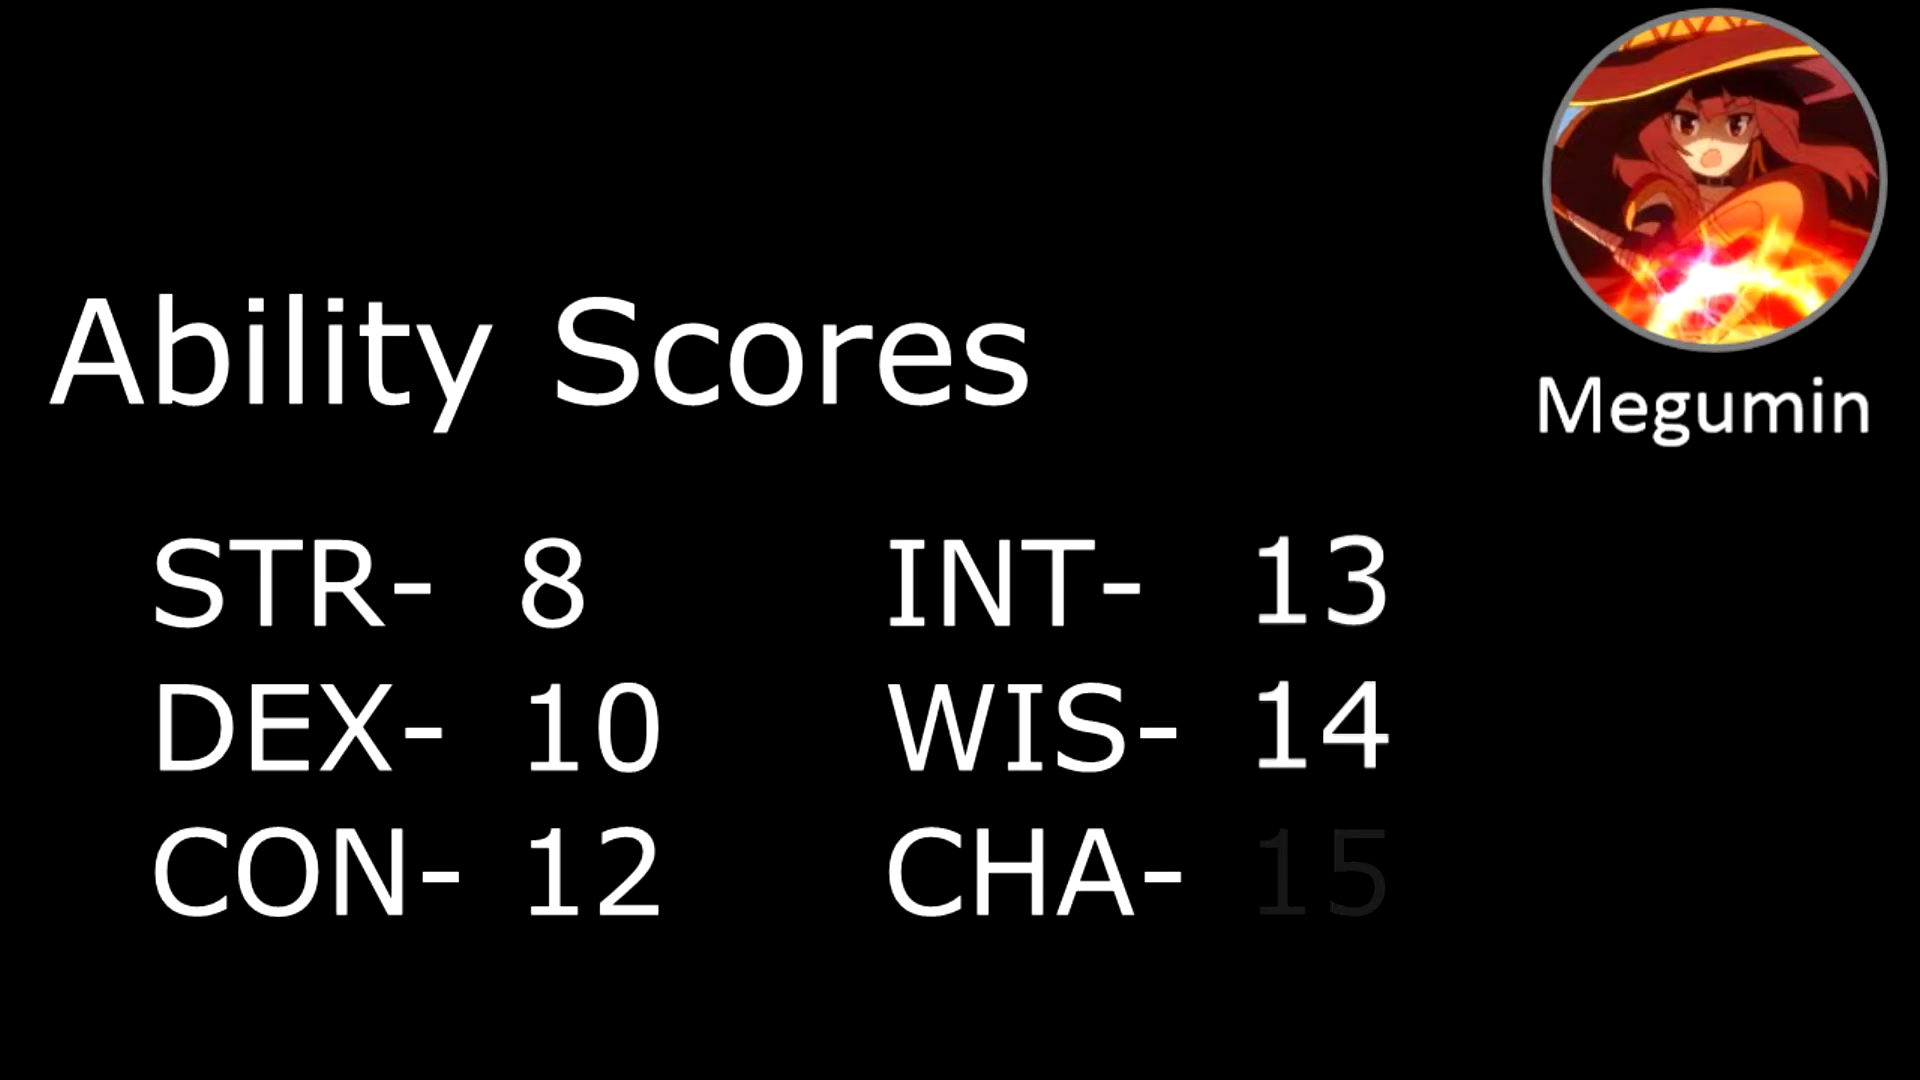 Ability Scores
Megumin
STR- 8 INT- 13
DEX- 10 WIS- 14
CON- 12 CHA- 15